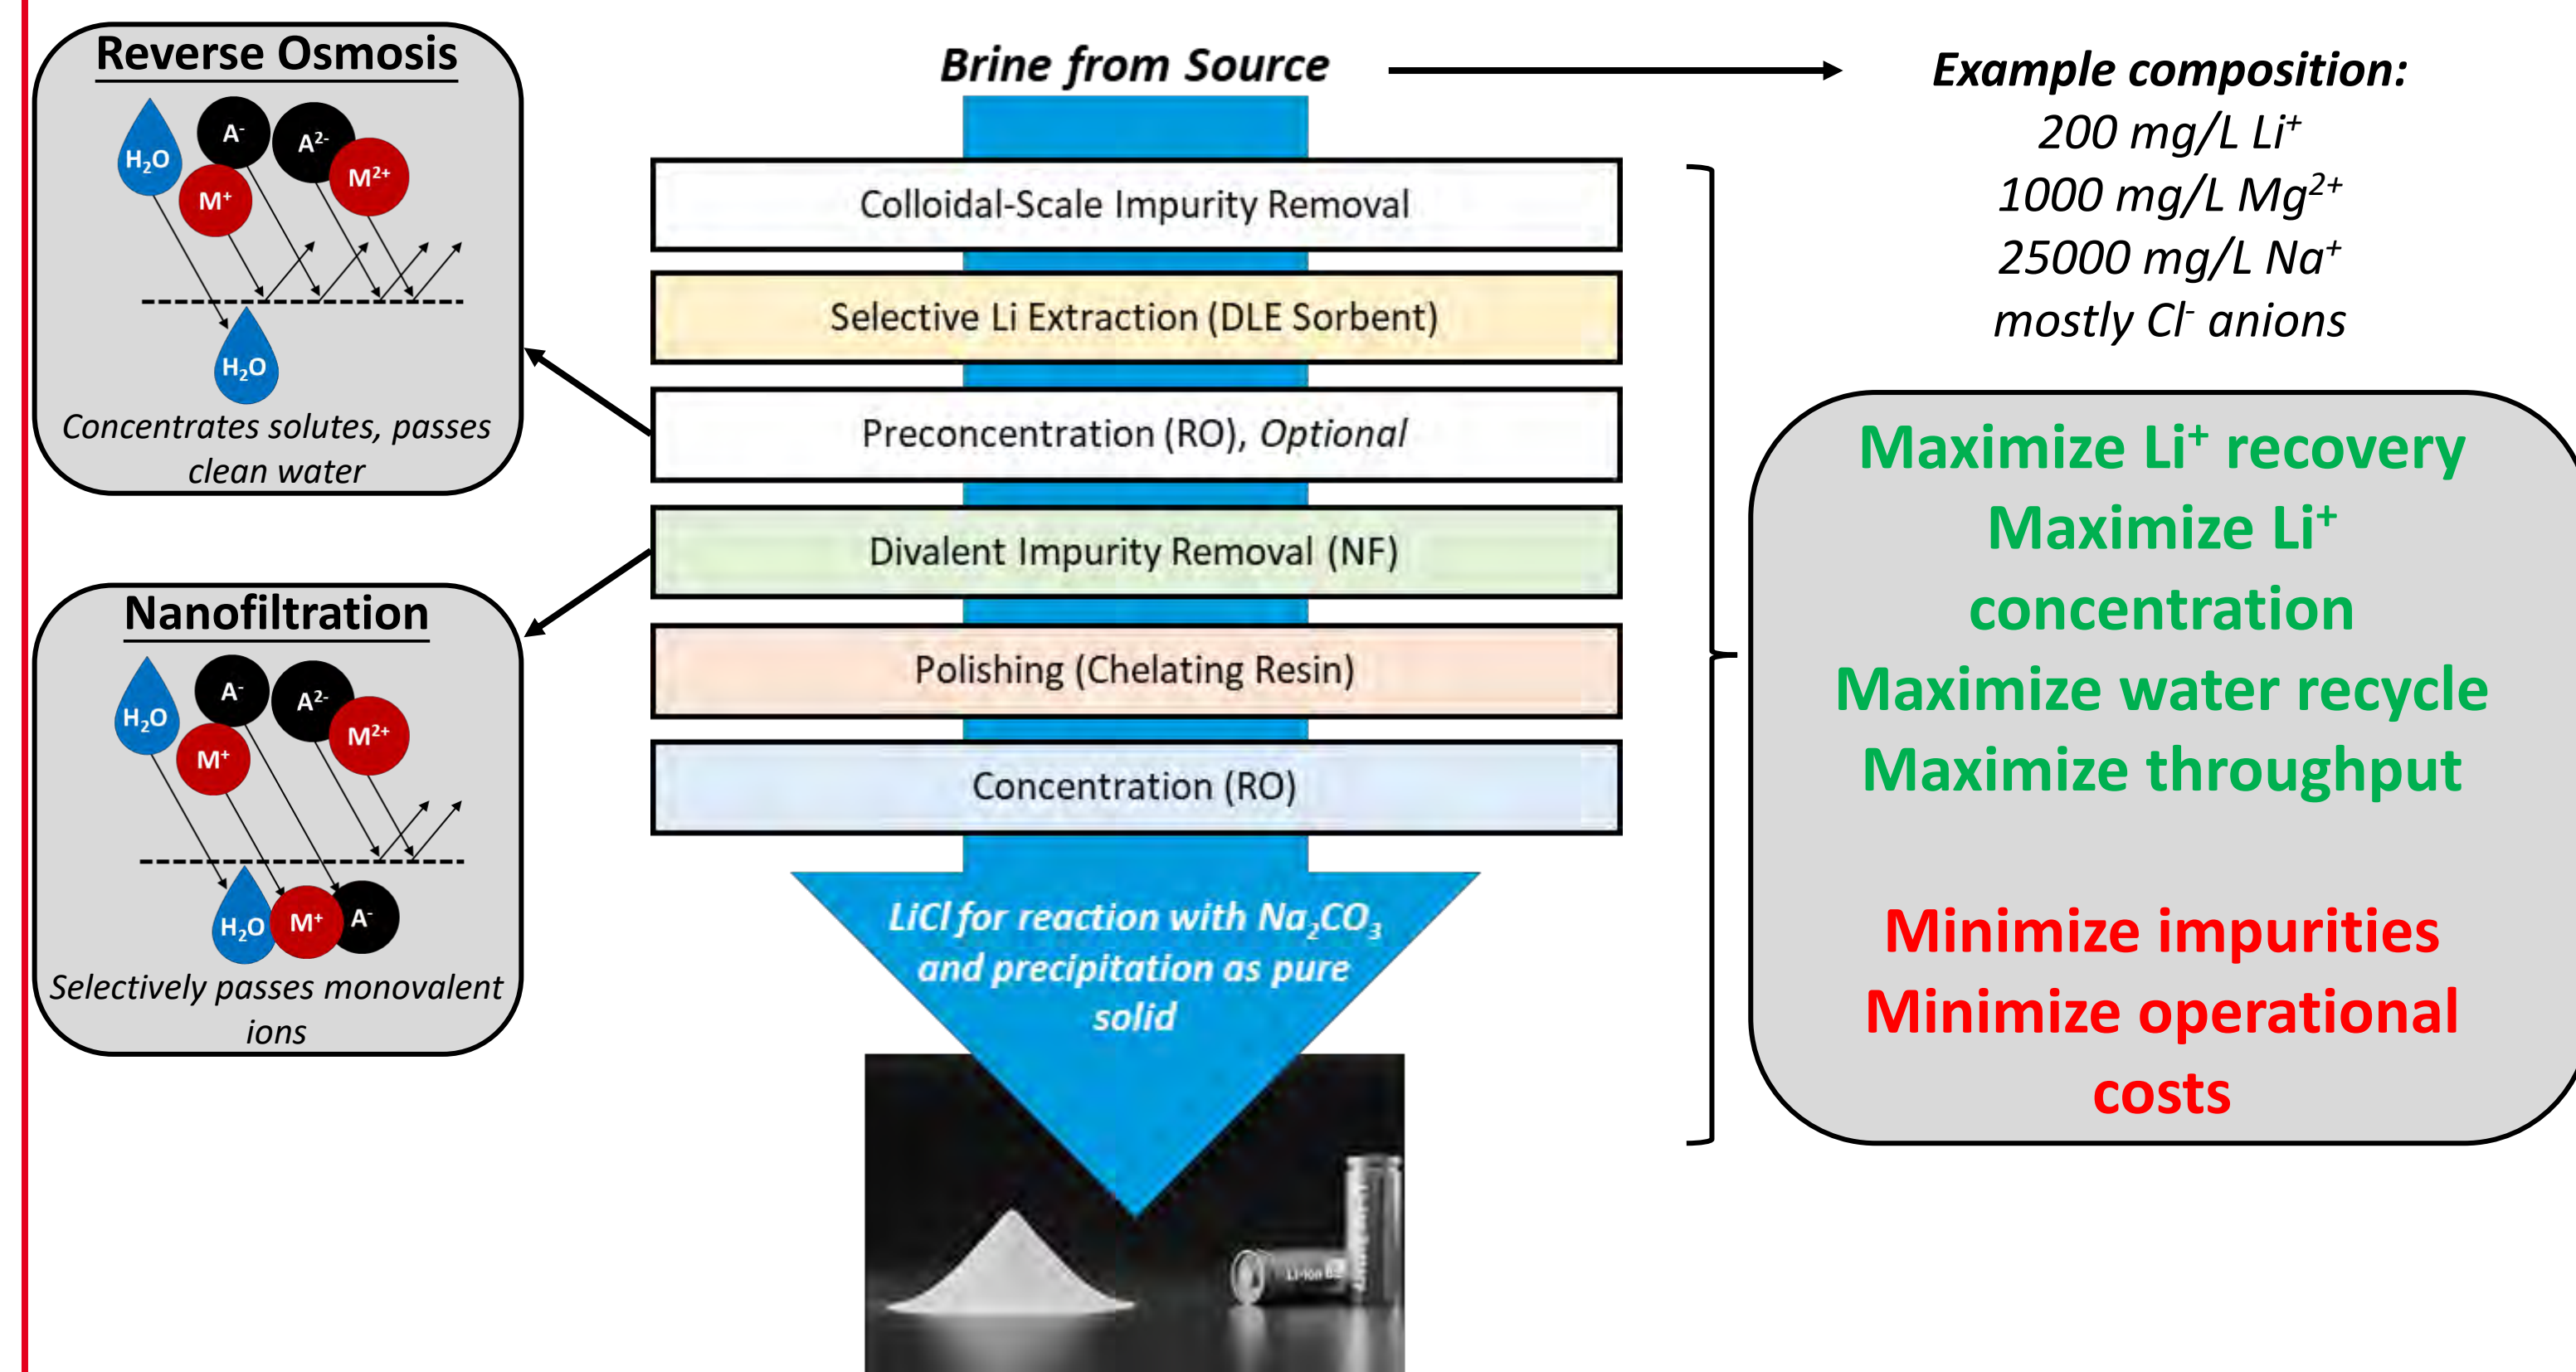 Reverse Osmosis
H₂O
A⁻
A²⁻
M⁺
M²⁺
H₂O
Concentrates solutes, passes
clean water
Nanofiltration
H₂O
A⁻
A²⁻
M⁺
M²⁺
H₂O
M⁺
A⁻
Selectively passes monovalent
ions
Brine from Source
Colloidal-Scale Impurity Removal
Selective Li Extraction (DLE Sorbent)
Preconcentration (RO), Optional
Divalent Impurity Removal (NF)
Polishing (Chelating Resin)
Concentration (RO)
LiCl for reaction with Na₂CO₃
and precipitation as pure
solid
Li-Ion
Example composition:
200 mg/L Li⁺
1000 mg/L Mg²⁺
25000 mg/L Na⁺
mostly Cl⁻ anions
Maximize Li⁺ recovery
Maximize Li⁺
concentration
Maximize water recycle
Maximize throughput
Minimize impurities
Minimize operational
costs